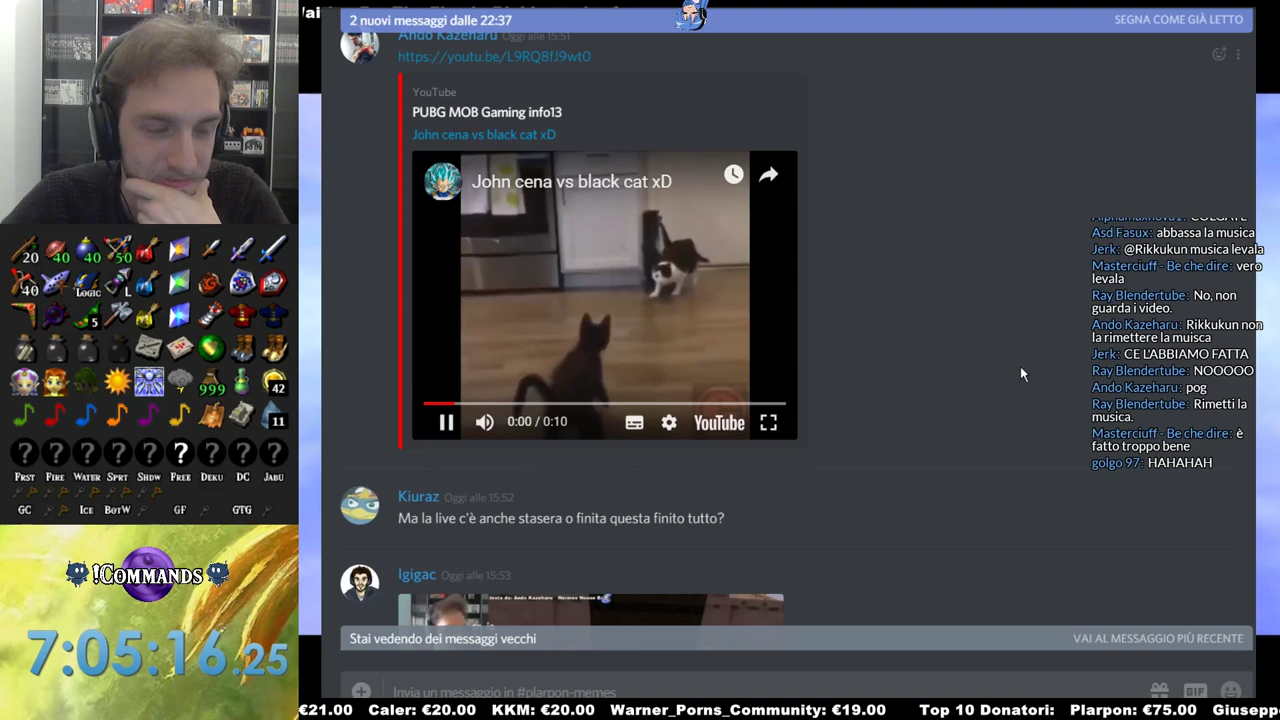 2 nuovi messaggi dalle 22:37
SEGNA COME GIÀ LETTO
Ando Kazeharu Oggi alle 15:51
https://youtu.be/L9RQ8fJ9wt0
YouTube
PUBG MOB Gaming info13
John cena vs black cat xD
John cena vs black cat xD
0:00 / 0:10
YouTube
Kiuraz Oggi alle 15:52
Ma la live c'è anche stasera o finita questa finito tutto?
Igigac Oggi alle 15:53
Stai vedendo dei messaggi vecchi
VAI AL MESSAGGIO PIÙ RECENTE
Invia un messaggio in #plarpon-memes
GIF
Asd Fasux: abbassa la musica
Jerk: @Rikkukun musica levala
Masterciuff - Be che dire: vero
levala
Ray Blendertube: No, non
guarda i video.
Ando Kazeharu: Rikkukun non
la rimettere la muisca
Jerk: CE L'ABBIAMO FATTA
Ray Blendertube: NOOOOO
Ando Kazeharu: pog
Ray Blendertube: Rimetti la
musica.
Masterciuff - Be che dire: è
fatto troppo bene
golgo 97: HAHAHAH
20 40 40 50
40 LOGIC L
5
999 42
11
? ? ? ? ? ? ? ? ?
FRST FIRE WATER SPRT SHDW FREE DEKU DC JABU
GC ICE BOTW GF GTG
!COMMANDS
7:05:16.25
€21.00 Caler: €20.00 KKM: €20.00 Warner_Porns_Community: €19.00 Top 10 Donatori: Plarpon: €75.00 Giusepp